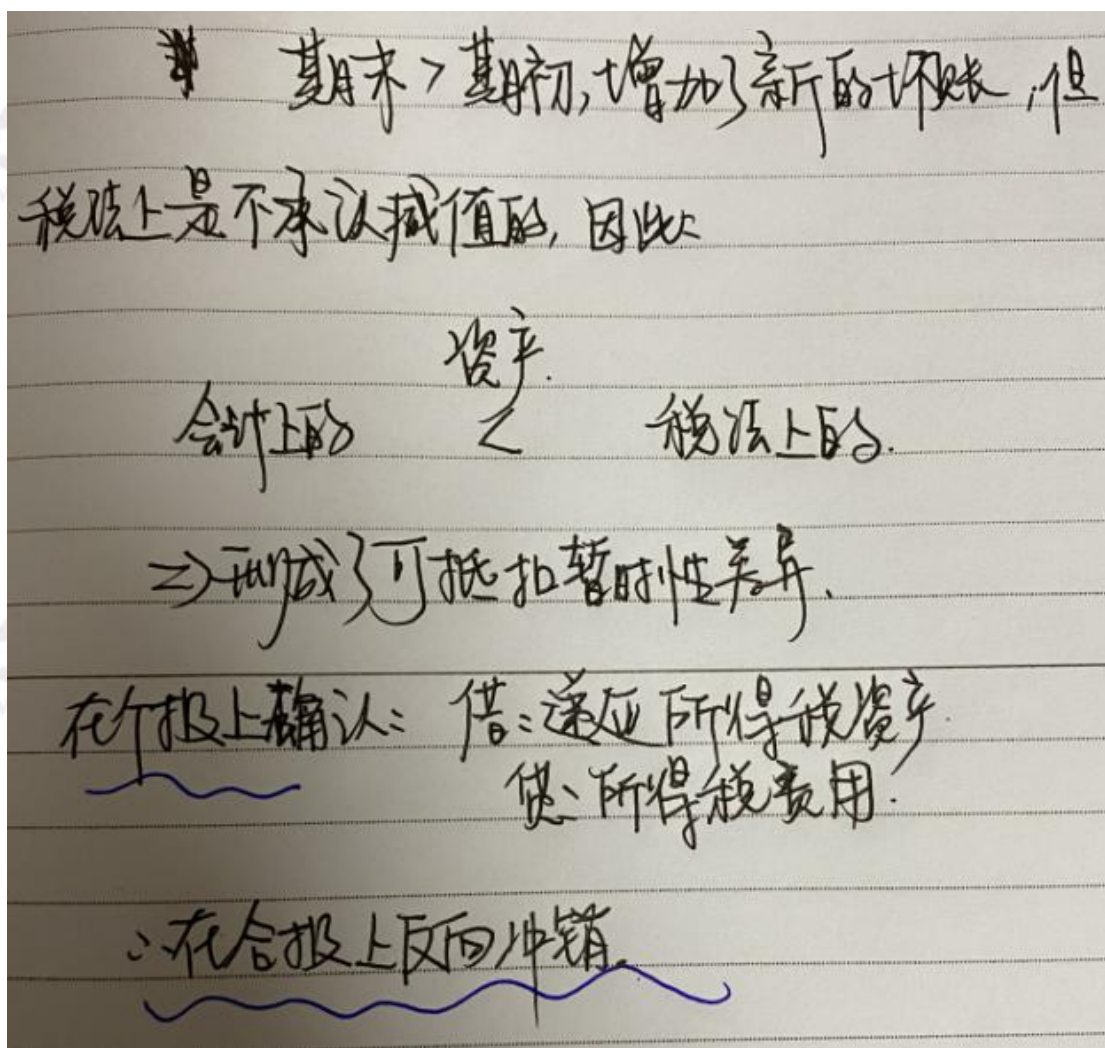 期末>期初,增加了新的坏账,但
税法上是不承认减值的,因此:
资产.
会计上的 < 税法上的.
=>形成了可抵扣暂时性差异.
在个报上确认: 借:递延所得税资产.
贷:所得税费用.
∴在合报上反向冲销.